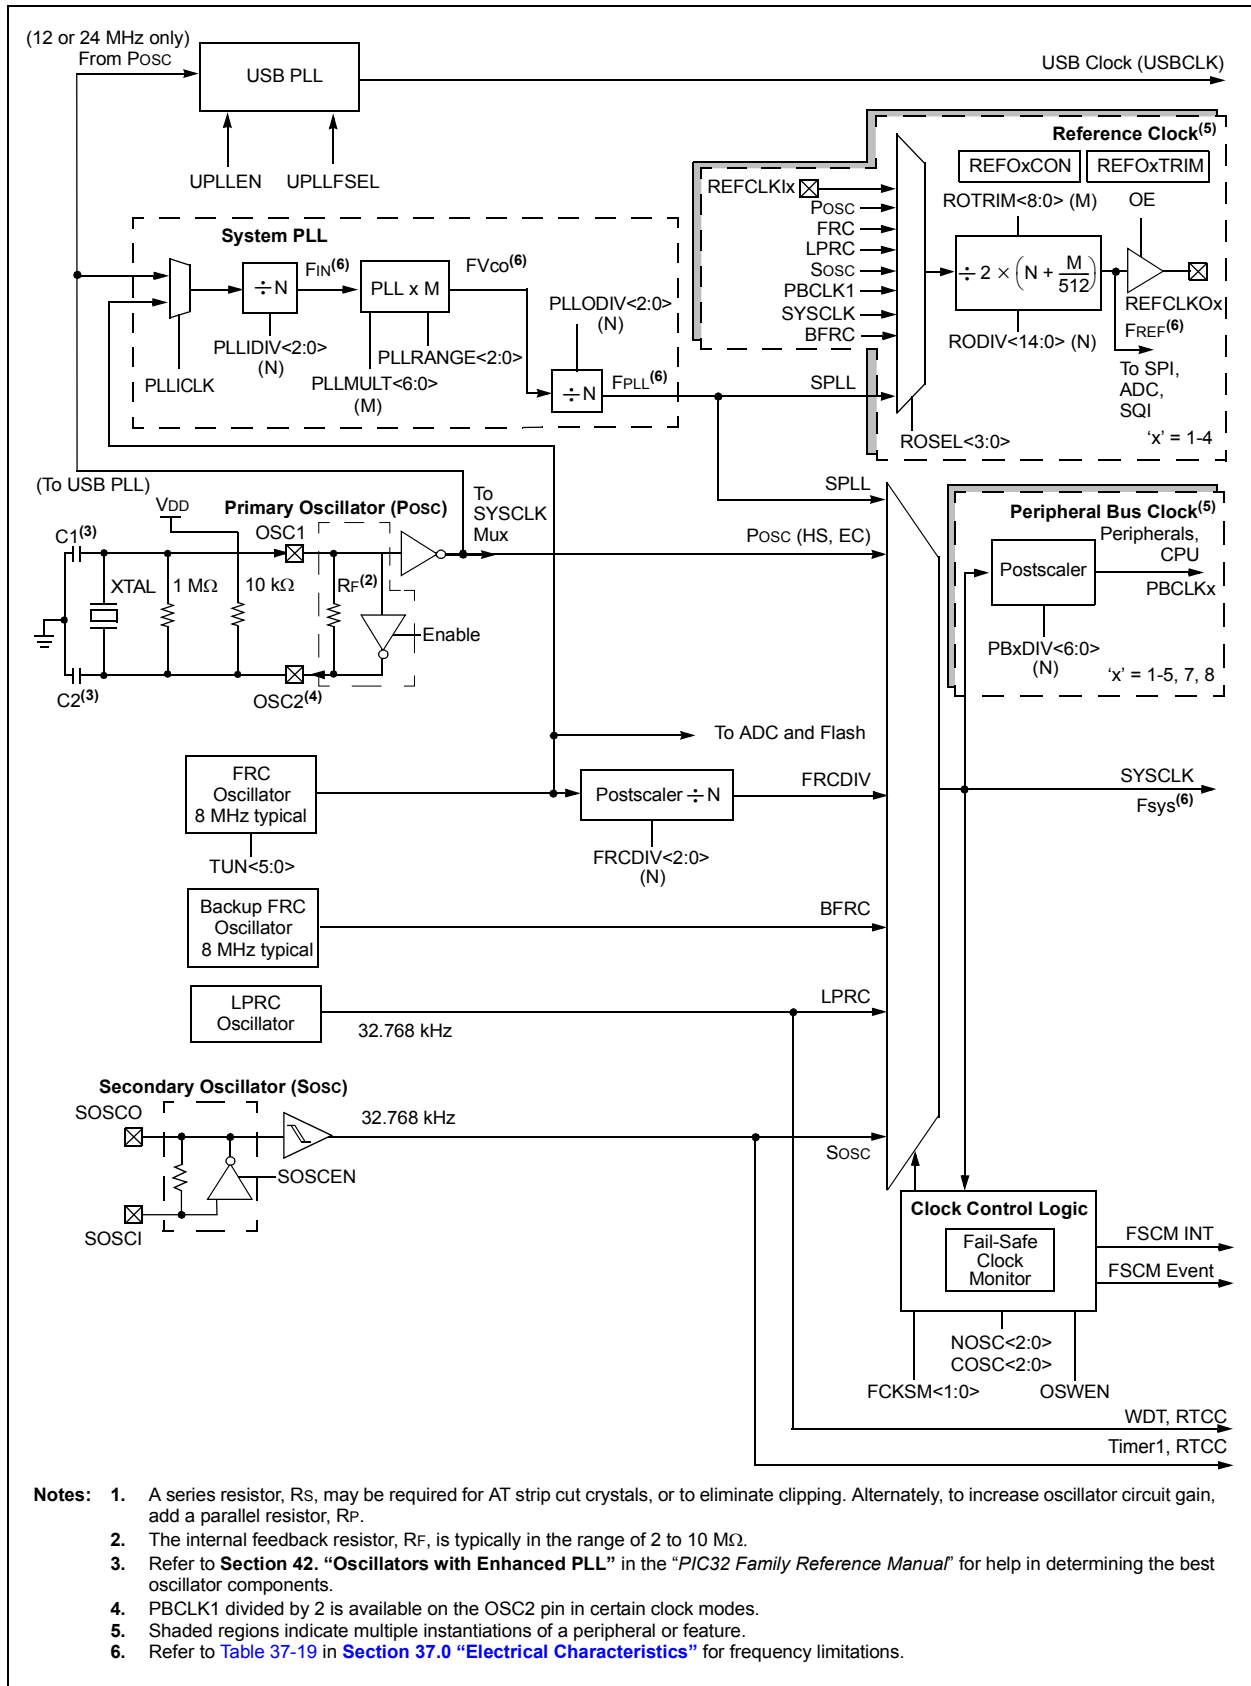 (12 or 24 MHz only)
From POSC
USB PLL
USB Clock (USBCLK)
UPLLEN
UPLLFSEL
Reference Clock(5)
REFOxCON
REFOxTRIM
REFCLKIx
POSC
FRC
LPRC
SOSC
PBCLK1
SYSCLK
BFRC
SPLL
ROTRIM<8:0> (M)
OE
÷ 2 × (N + M/512)
REFCLKOx
RODIV<14:0> (N)
FREF(6)
To SPI,
ADC,
SQI
'x' = 1-4
ROSEL<3:0>
System PLL
FIN(6)
FVco(6)
÷ N
PLL x M
PLLODIV<2:0>
(N)
PLLIDIV<2:0>
(N)
PLLRANGE<2:0>
PLLICLK
PLLMULT<6:0>
(M)
÷ N
FPLL(6)
(To USB PLL)
VDD
Primary Oscillator (POSC)
C1(3)
OSC1
To
SYSCLK
Mux
XTAL
1 MΩ
10 kΩ
RF(2)
Enable
C2(3)
OSC2(4)
SPLL
POSC (HS, EC)
Peripheral Bus Clock(5)
Peripherals,
CPU
Postscaler
PBCLKx
PBxDIV<6:0>
(N)
'x' = 1-5, 7, 8
To ADC and Flash
FRC
Oscillator
8 MHz typical
TUN<5:0>
Postscaler ÷ N
FRCDIV
FRCDIV<2:0>
(N)
SYSCLK
Fsys(6)
Backup FRC
Oscillator
8 MHz typical
BFRC
LPRC
Oscillator
32.768 kHz
LPRC
Secondary Oscillator (SOSC)
SOSCO
32.768 kHz
SOSCEN
SOSCI
SOSC
Clock Control Logic
Fail-Safe
Clock
Monitor
FSCM INT
FSCM Event
NOSC<2:0>
COSC<2:0>
FCKSM<1:0>
OSWEN
WDT, RTCC
Timer1, RTCC
Notes: 1. A series resistor, RS, may be required for AT strip cut crystals, or to eliminate clipping. Alternately, to increase oscillator circuit gain,
add a parallel resistor, RP.
2. The internal feedback resistor, RF, is typically in the range of 2 to 10 MΩ.
3. Refer to Section 42. “Oscillators with Enhanced PLL” in the “PIC32 Family Reference Manual” for help in determining the best
oscillator components.
4. PBCLK1 divided by 2 is available on the OSC2 pin in certain clock modes.
5. Shaded regions indicate multiple instantiations of a peripheral or feature.
6. Refer to Table 37-19 in Section 37.0 “Electrical Characteristics” for frequency limitations.